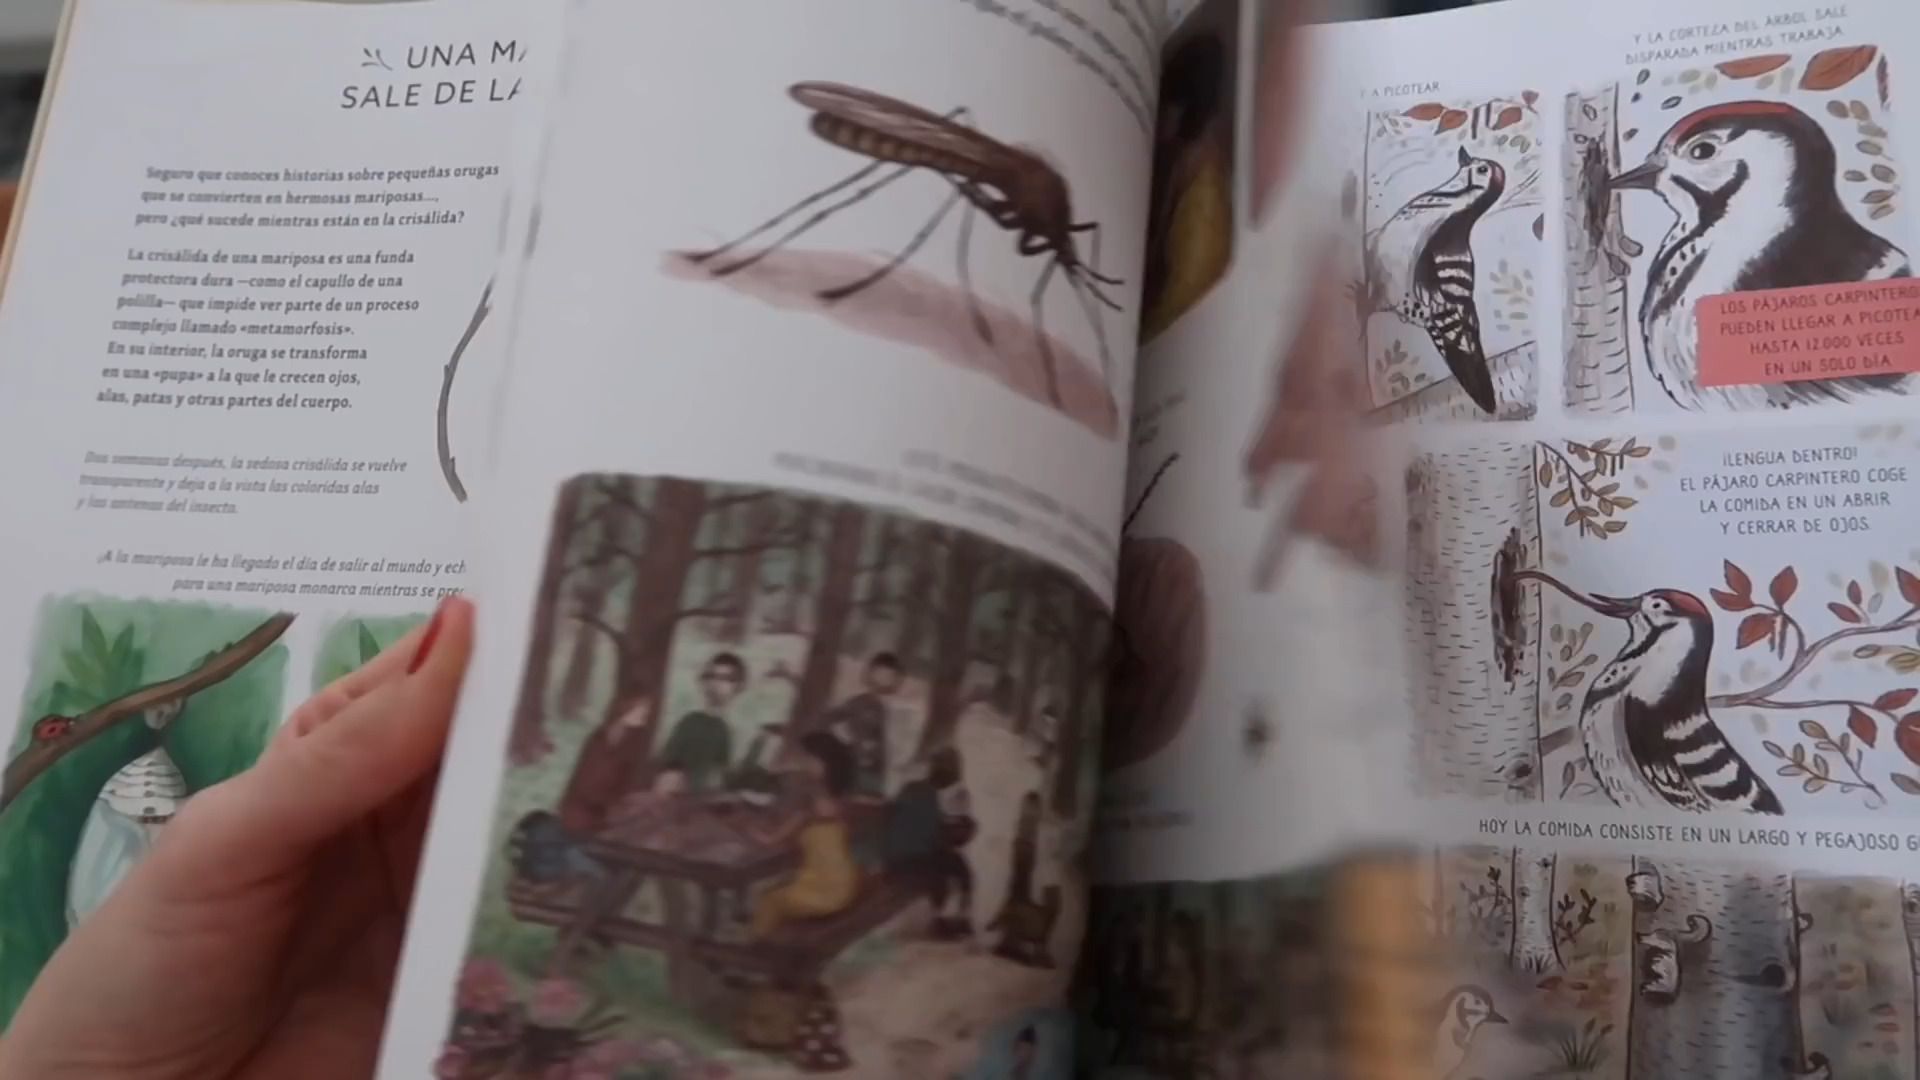 UNA
SALE DE LA
Seguro que conoces historias sobre pequeñas orugas
que se convierten en hermosas mariposas...,
pero ¿qué sucede mientras están en la crisálida?
La crisálida de una mariposa es una funda
protectora dura —como el capullo de una
polilla— que impide ver parte de un proceso
complejo llamado «metamorfosis».
En su interior, la oruga se transforma
en una «pupa» a la que le crecen ojos,
alas, patas y otras partes del cuerpo.
Dos semanas después, la sedosa crisálida se vuelve
transparente y deja a la vista las coloridas alas
y las antenas del insecto.
¡A la mariposa le ha llegado el día de salir al mundo y ech
para una mariposa monarca mientras se
A PICOTEAR
Y LA CORTEZA DEL ÁRBOL SALE
DISPARADA MIENTRAS TRABAJA
LOS PÁJAROS CARPINTEROS
PUEDEN LLEGAR A PICOTEA
HASTA 12.000 VECES
EN UN SOLO DÍA
¡LENGUA DENTRO!
EL PÁJARO CARPINTERO COGE
LA COMIDA EN UN ABRIR
Y CERRAR DE OJOS.
HOY LA COMIDA CONSISTE EN UN LARGO Y PEGAJOSO G